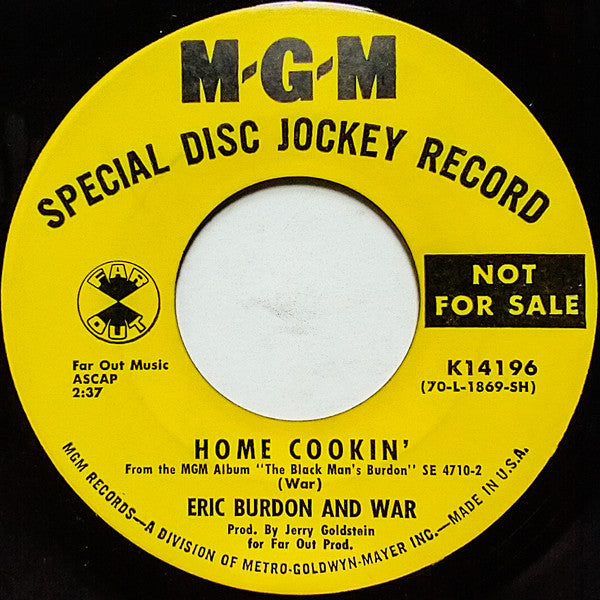 M-G-M
SPECIAL DISC JOCKEY RECORD
FAR
OUT
NOT
FOR SALE
Far Out Music
ASCAP
2:37
K14196
(70-L-1869-SH)
HOME COOKIN'
From the MGM Album "The Black Man's Burdon" SE 4710-2
(War)
ERIC BURDON AND WAR
Prod. By Jerry Goldstein
for Far Out Prod.
MGM RECORDS—A DIVISION OF METRO-GOLDWYN-MAYER INC.—MADE IN U.S.A.